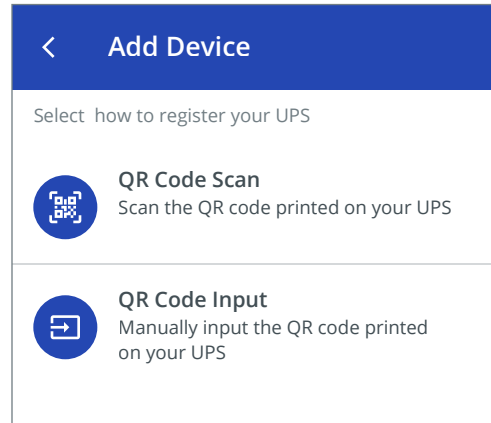 Add Device
Select how to register your UPS
QR Code Scan
Scan the QR code printed on your UPS
QR Code Input
Manually input the QR code printed
on your UPS